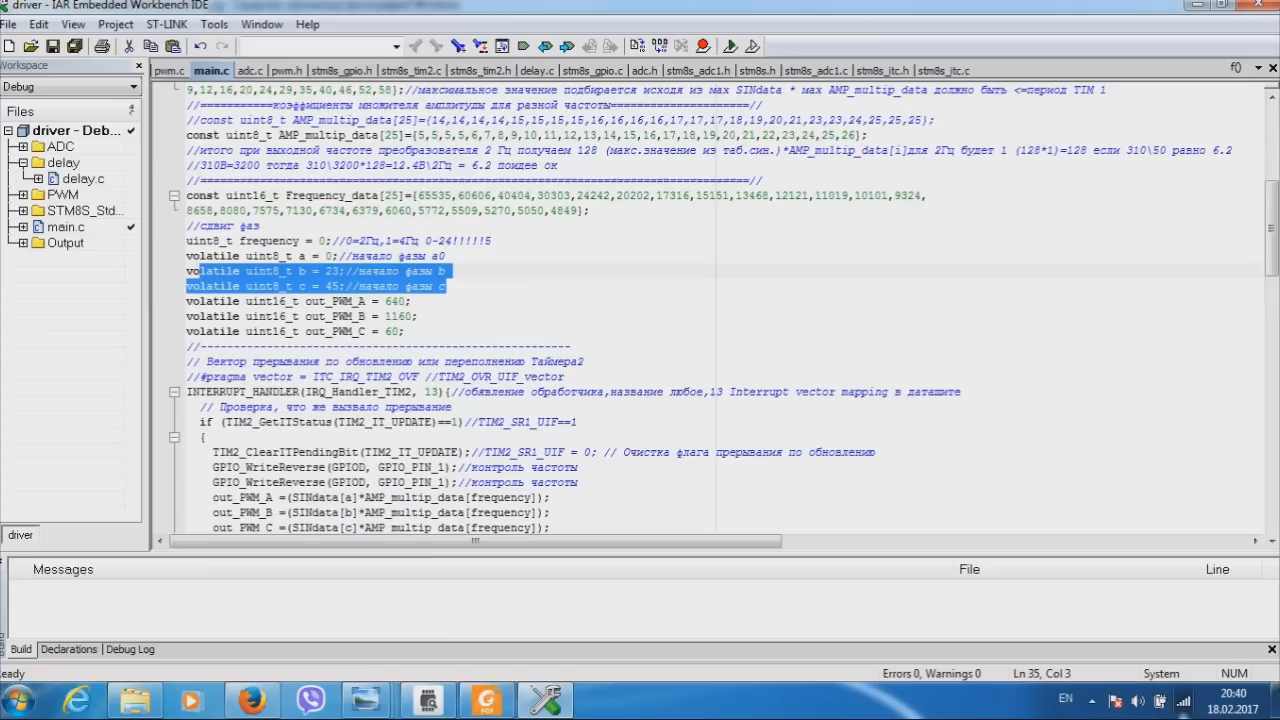 driver - IAR Embedded Workbench IDE
File Edit View Project ST-LINK Tools Window Help
Workspace
pwm.c main.c adc.c pwm.h stm8s_gpio.h stm8s_tim2.c stm8s_tim2.h delay.c stm8s_gpio.c adc.h stm8s_adc1.h stm8s.h stm8s_adc1.c stm8s_itc.h stm8s_itc.c f()
Debug
Files
driver - Deb...
ADC
delay
delay.c
PWM
STM8S_Std...
main.c
Output
driver
9,12,16,20,24,29,35,40,46,52,58];//максимальное значение подбирается исходя из мах SINdata * мах AMP_multip_data должно быть <=период TIM 1
//===========коэффициенты множителя амплитуды для разной частоты=====================//
//const uint8_t AMP_multip_data[25]={14,14,14,14,15,15,15,15,16,16,16,16,17,17,17,18,19,20,21,23,23,24,25,25,25};
const uint8_t AMP_multip_data[25]={5,5,5,5,6,7,8,9,10,11,12,13,14,15,16,17,18,19,20,21,22,23,24,25,26};
//итого при выходной частоте преобразователя 2 Гц получаем 128 (макс.значение из таб.син.)*AMP_multip_data[i]для 2Гц будет 1 (128*1)=128 если 310\50 равно 6.2
//310В=3200 тогда 310\3200*128=12.4В\2Гц = 6.2 поидее ок
//=====================================================================================//
const uint16_t Frequency_data[25]={65535,60606,40404,30303,24242,20202,17316,15151,13468,12121,11019,10101,9324,
8658,8080,7575,7130,6734,6379,6060,5772,5509,5270,5050,4849};
//сдвиг фаз
uint8_t frequency = 0;//0=2Гц,1=4Гц 0-24!!!!!5
volatile uint8_t a = 0;//начало фазы a0
volatile uint8_t b = 23;//начало фазы b
volatile uint8_t c = 45;//начало фазы c
volatile uint16_t out_PWM_A = 640;
volatile uint16_t out_PWM_B = 1160;
volatile uint16_t out_PWM_C = 60;
//--------------------------------------------------------
// Вектор прерывания по обновлению или переполнению Таймера2
//#pragma vector = ITC_IRQ_TIM2_OVF //TIM2_OVR_UIF_vector
INTERRUPT_HANDLER(IRQ_Handler_TIM2, 13){//обявление обработчика,название любое,13 Interrupt vector mapping в даташите
// Проверка, что же вызвало прерывание
if (TIM2_GetITStatus(TIM2_IT_UPDATE)==1)//TIM2_SR1_UIF==1
{
TIM2_ClearITPendingBit(TIM2_IT_UPDATE);//TIM2_SR1_UIF = 0; // Очистка флага прерывания по обновлению
GPIO_WriteReverse(GPIOD, GPIO_PIN_1);//контроль частоты
GPIO_WriteReverse(GPIOD, GPIO_PIN_1);//контроль частоты
out_PWM_A =(SINdata[a]*AMP_multip_data[frequency]);
out_PWM_B =(SINdata[b]*AMP_multip_data[frequency]);
out_PWM_C =(SINdata[c]*AMP_multip_data[frequency]);
Messages File Line
Build Declarations Debug Log
Ready Errors 0, Warnings 0 Ln 35, Col 3 System NUM
EN 20:40
18.02.2017